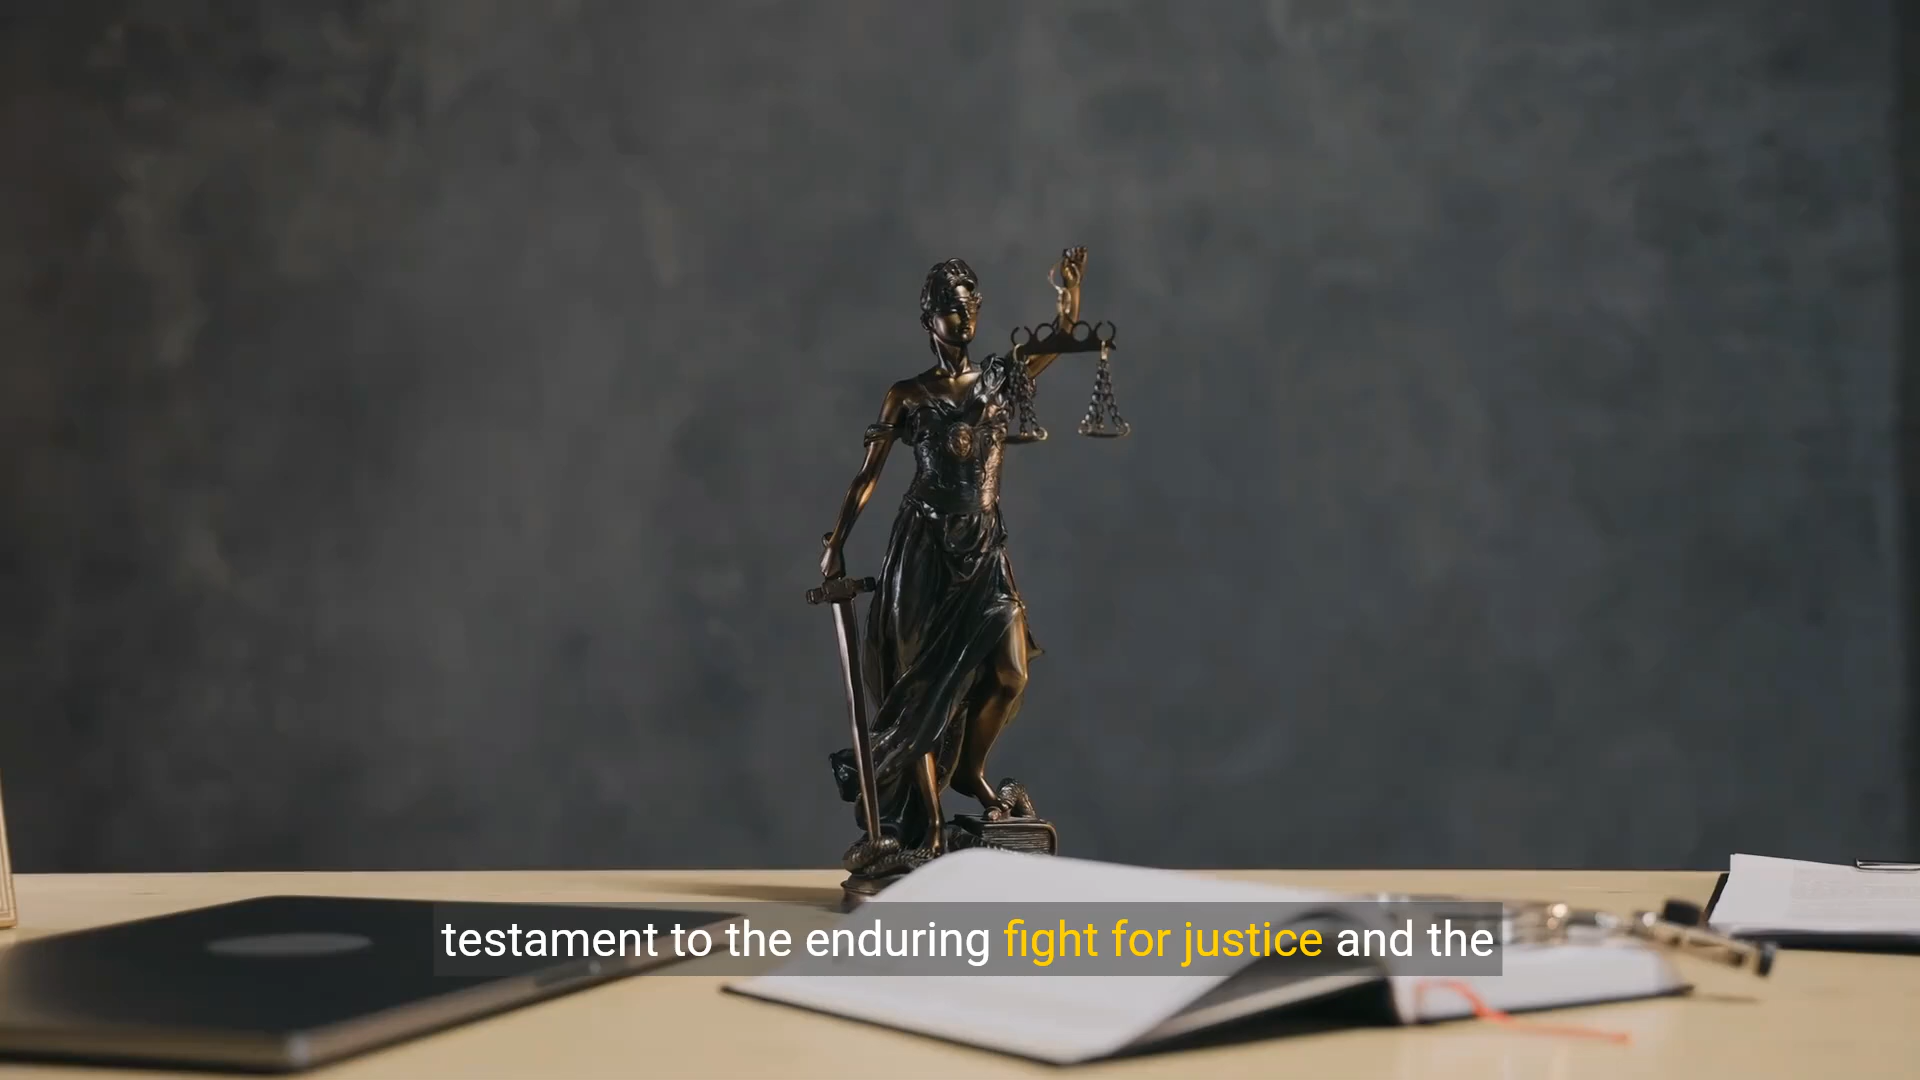 testament to the enduring fight for justice and the